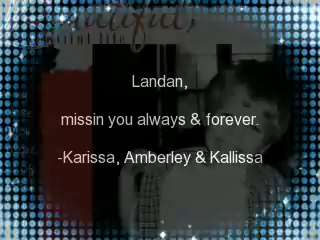 Landan,
missin you always & forever.
-Karissa, Amberley & Kallissa